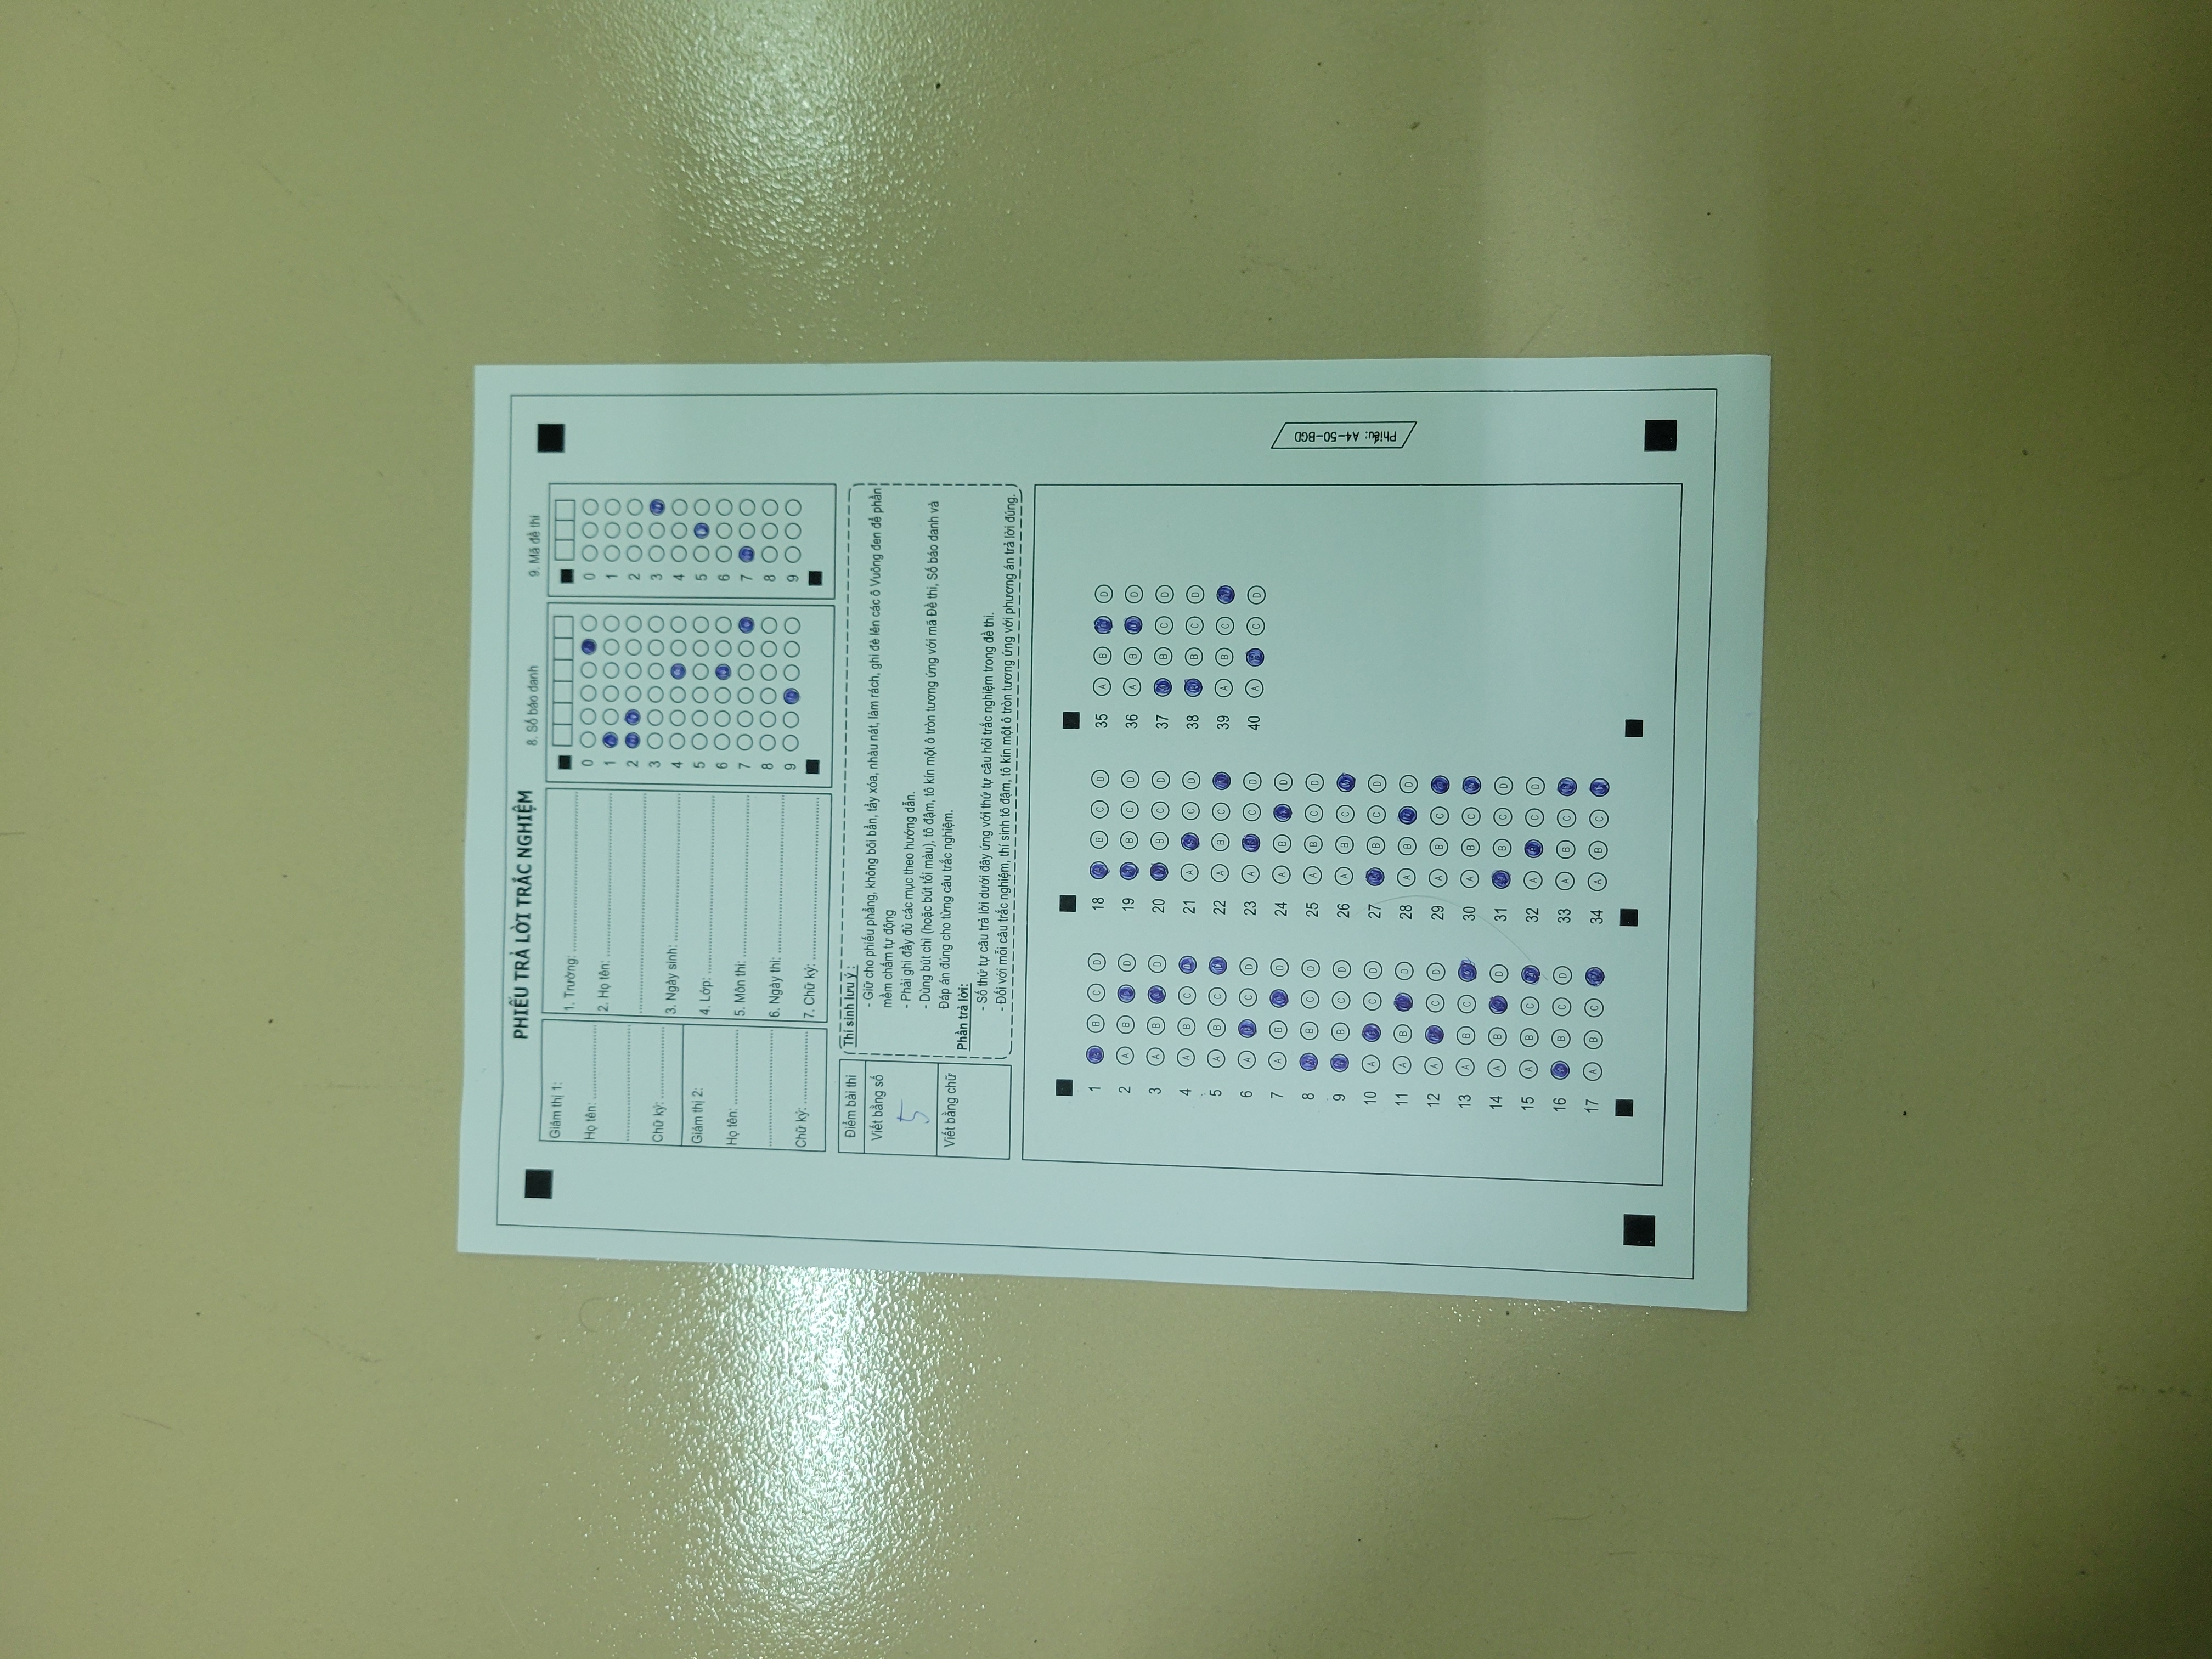 PHIẾU TRẢ LỜI TRẮC NGHIỆM
8. Số báo danh
9. Mã đề thi
Giám thị 1:
Họ tên: ....................
....................
Chữ ký: ....................
Giám thị 2:
Họ tên: ....................
....................
Chữ ký: ....................
1. Trường: ....................
2. Họ tên: ....................
....................
3. Ngày sinh: ....................
4. Lớp: ....................
5. Môn thi: ....................
6. Ngày thi: ....................
7. Chữ ký: ....................
0 0
1 1
2 2
3 3
4 4
5 5
6 6
7 7
8 8
9 9
Điểm bài thi
Viết bằng số
5
Viết bằng chữ
Thí sinh lưu ý :
- Giữ cho phiếu phẳng, không bôi bẩn, tẩy xóa, nhàu nát, làm rách, ghi đè lên các ô Vuông đen để phần
mềm chấm tự động
- Phải ghi đầy đủ các mục theo hướng dẫn.
- Dùng bút chì (hoặc bút tối màu), tô đậm, tô kín một ô tròn tương ứng với mã Đề thi, Số báo danh và
Đáp án đúng cho từng câu trắc nghiệm.
Phần trả lời:
- Số thứ tự câu trả lời dưới đây ứng với thứ tự câu hỏi trắc nghiệm trong đề thi.
- Đối với mỗi câu trắc nghiệm, thí sinh tô đậm, tô kín một ô tròn tương ứng với phương án trả lời đúng.
1 B C D
2 A B D
3 A B D
4 A B C
5 A B C
6 A C D
7 A B D
8 B C D
9 B C D
10 A C D
11 A B D
12 A C D
13 A B C
14 A B D
15 A B C
16 B C D
17 A B C
18 B C D
19 B C D
20 B C D
21 A C D
22 A B C
23 A C D
24 A B D
25 A B C D
26 A B C
27 B C D
28 A B D
29 A B C
30 A B C
31 B C D
32 A C D
33 A B C
34 A B C
35 A B D
36 A B D
37 B C D
38 B C D
39 A B C
40 A C D
Phiếu: A4-50-BGD